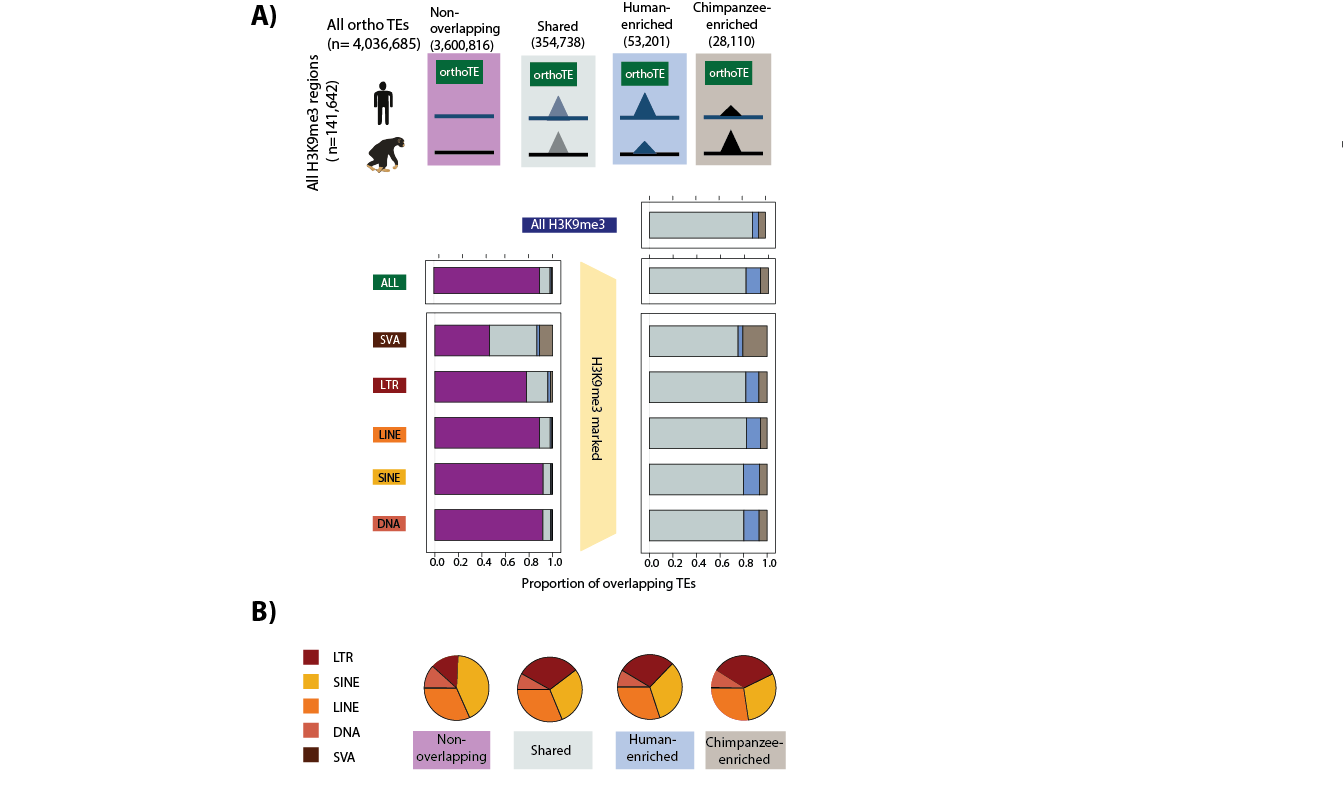 A)
All ortho TEs
(n= 4,036,685)
Non-
overlapping
(3,600,816)
Shared
(354,738)
Human-
enriched
(53,201)
Chimpanzee-
enriched
(28,110)
All H3K9me3 regions
( n=141,642)
orthoTE
orthoTE
orthoTE
orthoTE
All H3K9me3
ALL
SVA
LTR
LINE
SINE
DNA
H3K9me3 marked
0.0 0.2 0.4 0.6 0.8 1.0
0.0 0.2 0.4 0.6 0.8 1.0
Proportion of overlapping TEs
B)
LTR
SINE
LINE
DNA
SVA
Non-
overlapping
Shared
Human-
enriched
Chimpanzee-
enriched